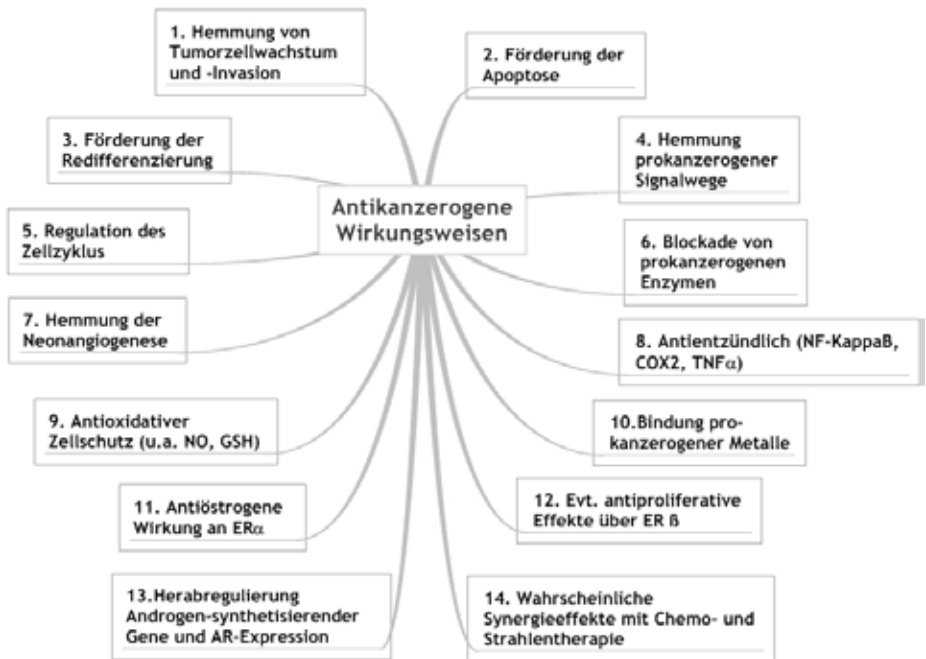 1. Hemmung von
Tumorzellwachstum
und -Invasion
2. Förderung der
Apoptose
3. Förderung der
Redifferenzierung
4. Hemmung
prokanzerogener
Signalwege
Antikanzerogene
Wirkungsweisen
5. Regulation des
Zellzyklus
6. Blockade von
prokanzerogenen
Enzymen
7. Hemmung der
Neonangiogenese
8. Antientzündlich (NF-KappaB,
COX2, TNFα)
9. Antioxidativer
Zellschutz (u.a. NO, GSH)
10.Bindung pro-
kanzerogener Metalle
11. Antiöstrogene
Wirkung an ERα
12. Evt. antiproliferative
Effekte über ER ß
13.Herabregulierung
Androgen-synthetisierender
Gene und AR-Expression
14. Wahrscheinliche
Synergieeffekte mit Chemo- und
Strahlentherapie